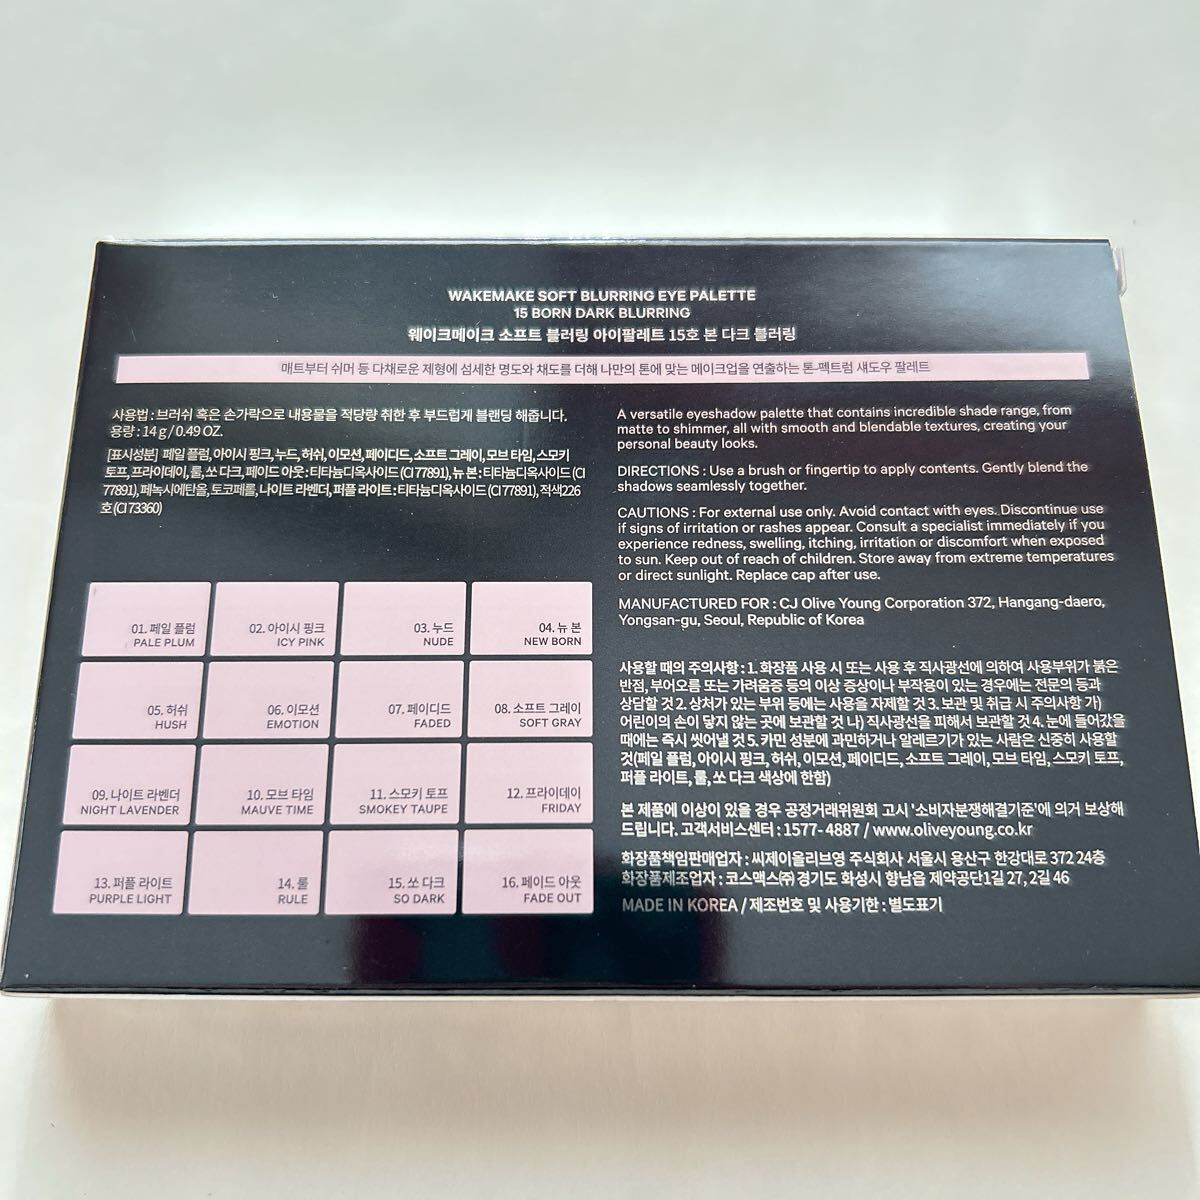 WAKEMAKE SOFT BLURRING EYE PALETTE
15 BORN DARK BLURRING
웨이크메이크 소프트 블러링 아이팔레트 15호 본 다크 블러링
매트부터 쉬머 등 다채로운 제형에 섬세한 명도와 채도를 더해 나만의 톤에 맞는 메이크업을 연출하는 톤-펙트럼 섀도우 팔레트
사용법 : 브러쉬 혹은 손가락으로 내용물을 적당량 취한 후 부드럽게 블랜딩 해줍니다.
용량 : 14 g / 0.49 OZ.
[표시성분] 페일 플럼, 아이시 핑크, 누드, 허쉬, 이모션, 페이디드, 소프트 그레이, 모브 타임, 스모키
토프, 프라이데이, 룰, 쏘 다크, 페이드 아웃 : 티타늄디옥사이드 (CI 77891), 뉴 본 : 티타늄디옥사이드 (CI
77891), 페녹시에탄올, 토코페롤, 나이트 라벤더, 퍼플 라이트 : 티타늄디옥사이드 (CI 77891), 적색226
호 (CI 73360)
01. 페일 플럼
PALE PLUM
02. 아이시 핑크
ICY PINK
03. 누드
NUDE
04. 뉴 본
NEW BORN
05. 허쉬
HUSH
06. 이모션
EMOTION
07. 페이디드
FADED
08. 소프트 그레이
SOFT GRAY
09. 나이트 라벤더
NIGHT LAVENDER
10. 모브 타임
MAUVE TIME
11. 스모키 토프
SMOKEY TAUPE
12. 프라이데이
FRIDAY
13. 퍼플 라이트
PURPLE LIGHT
14. 룰
RULE
15. 쏘 다크
SO DARK
16. 페이드 아웃
FADE OUT
A versatile eyeshadow palette that contains incredible shade range, from
matte to shimmer, all with smooth and blendable textures, creating your
personal beauty looks.
DIRECTIONS : Use a brush or fingertip to apply contents. Gently blend the
shadows seamlessly together.
CAUTIONS : For external use only. Avoid contact with eyes. Discontinue use
if signs of irritation or rashes appear. Consult a specialist immediately if you
experience redness, swelling, itching, irritation or discomfort when exposed
to sun. Keep out of reach of children. Store away from extreme temperatures
or direct sunlight. Replace cap after use.
MANUFACTURED FOR : CJ Olive Young Corporation 372, Hangang-daero,
Yongsan-gu, Seoul, Republic of Korea
사용할 때의 주의사항 : 1. 화장품 사용 시 또는 사용 후 직사광선에 의하여 사용부위가 붉은
반점, 부어오름 또는 가려움증 등의 이상 증상이나 부작용이 있는 경우에는 전문의 등과
상담할 것 2. 상처가 있는 부위 등에는 사용을 자제할 것 3. 보관 및 취급 시 주의사항 가)
어린이의 손이 닿지 않는 곳에 보관할 것 나) 직사광선을 피해서 보관할 것 4. 눈에 들어갔을
때에는 즉시 씻어낼 것 5. 카민 성분에 과민하거나 알레르기가 있는 사람은 신중히 사용할
것(페일 플럼, 아이시 핑크, 허쉬, 이모션, 페이디드, 소프트 그레이, 모브 타임, 스모키 토프,
퍼플 라이트, 룰, 쏘 다크 색상에 한함)
본 제품에 이상이 있을 경우 공정거래위원회 고시 '소비자분쟁해결기준'에 의거 보상해
드립니다. 고객서비스센터 : 1577- 4887 / www.oliveyoung.co.kr
화장품책임판매업자 : 씨제이올리브영 주식회사 서울시 용산구 한강대로 372 24층
화장품제조업자 : 코스맥스㈜ 경기도 화성시 향남읍 제약공단1길 27, 2길 46
MADE IN KOREA / 제조번호 및 사용기한 : 별도표기